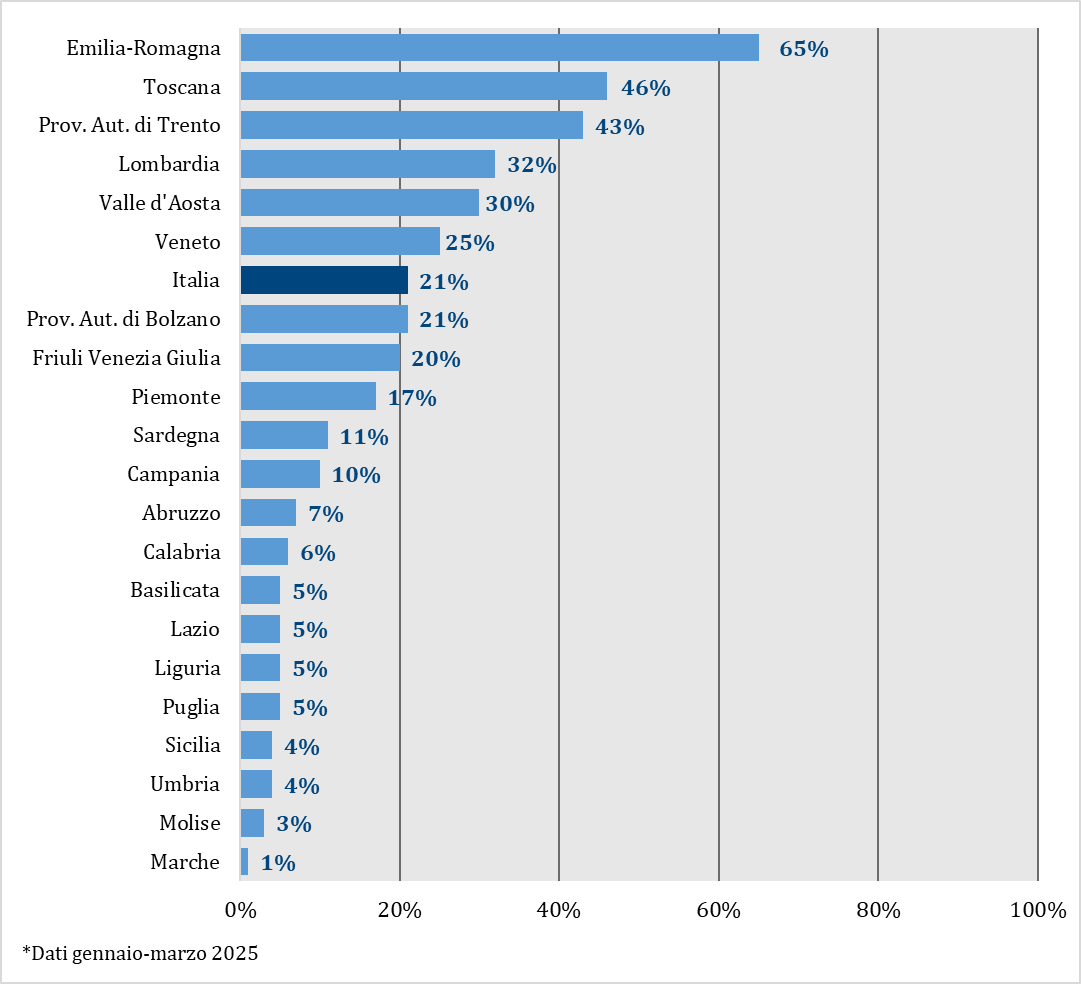 Emilia-Romagna 65%
Toscana 46%
Prov. Aut. di Trento 43%
Lombardia 32%
Valle d'Aosta 30%
Veneto 25%
Italia 21%
Prov. Aut. di Bolzano 21%
Friuli Venezia Giulia 20%
Piemonte 17%
Sardegna 11%
Campania 10%
Abruzzo 7%
Calabria 6%
Basilicata 5%
Lazio 5%
Liguria 5%
Puglia 5%
Sicilia 4%
Umbria 4%
Molise 3%
Marche 1%
0% 20% 40% 60% 80% 100%
*Dati gennaio-marzo 2025